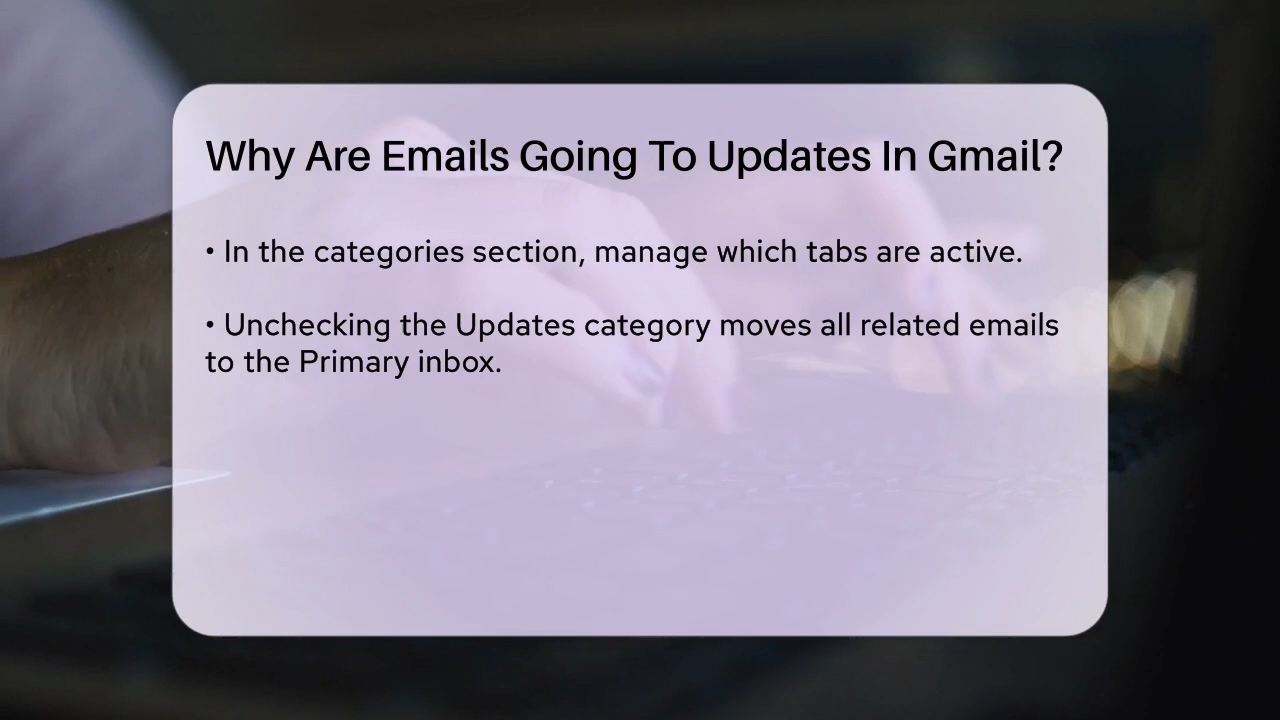 Why Are Emails Going To Updates In Gmail?
• In the categories section, manage which tabs are active.
• Unchecking the Updates category moves all related emails
to the Primary inbox.